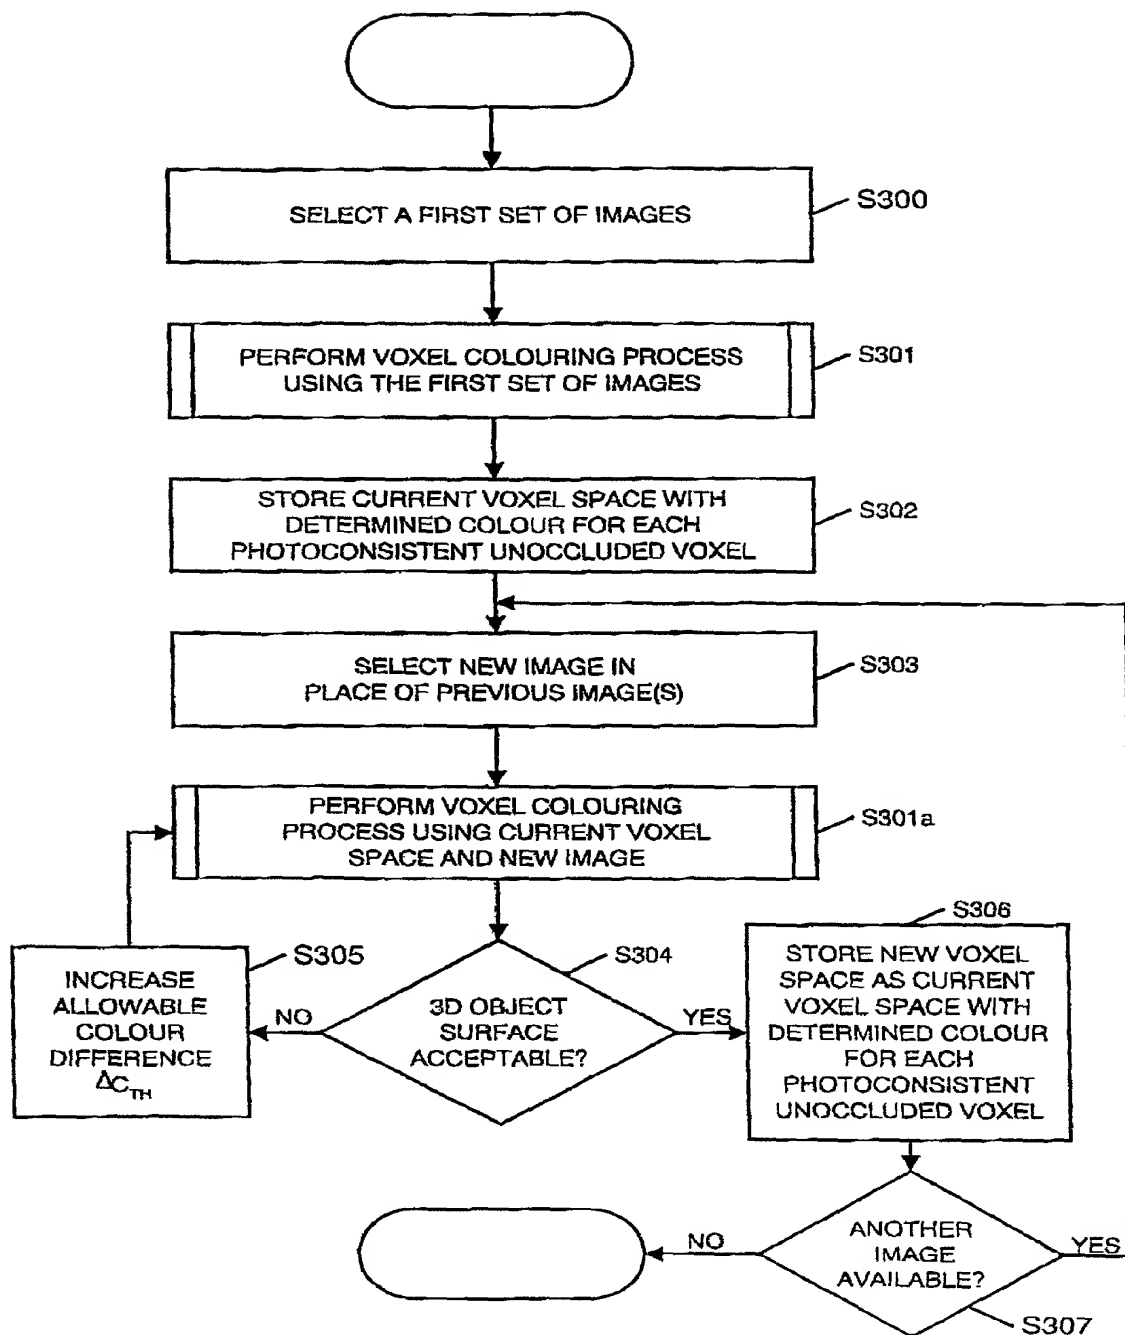 SELECT A FIRST SET OF IMAGES
S300
PERFORM VOXEL COLOURING PROCESS
USING THE FIRST SET OF IMAGES
S301
STORE CURRENT VOXEL SPACE WITH
DETERMINED COLOUR FOR EACH
PHOTOCONSISTENT UNOCCLUDED VOXEL
S302
SELECT NEW IMAGE IN
PLACE OF PREVIOUS IMAGE(S)
S303
PERFORM VOXEL COLOURING
PROCESS USING CURRENT VOXEL
SPACE AND NEW IMAGE
S301a
S305
INCREASE
ALLOWABLE
COLOUR
DIFFERENCE
ΔC_TH
NO
S304
3D OBJECT
SURFACE
ACCEPTABLE?
YES
S306
STORE NEW VOXEL
SPACE AS CURRENT
VOXEL SPACE WITH
DETERMINED COLOUR
FOR EACH
PHOTOCONSISTENT
UNOCCLUDED VOXEL
NO
ANOTHER
IMAGE
AVAILABLE?
YES
S307